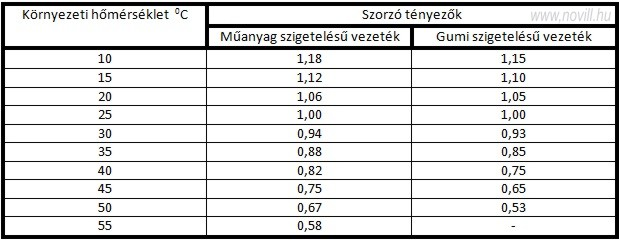 Környezeti hőmérséklet ⁰C Szorzó tényezők www.novill.hu
Műanyag szigetelésű vezeték Gumi szigetelésű vezeték
10 1,18 1,15
15 1,12 1,10
20 1,06 1,05
25 1,00 1,00
30 0,94 0,93
35 0,88 0,85
40 0,82 0,75
45 0,75 0,65
50 0,67 0,53
55 0,58 -